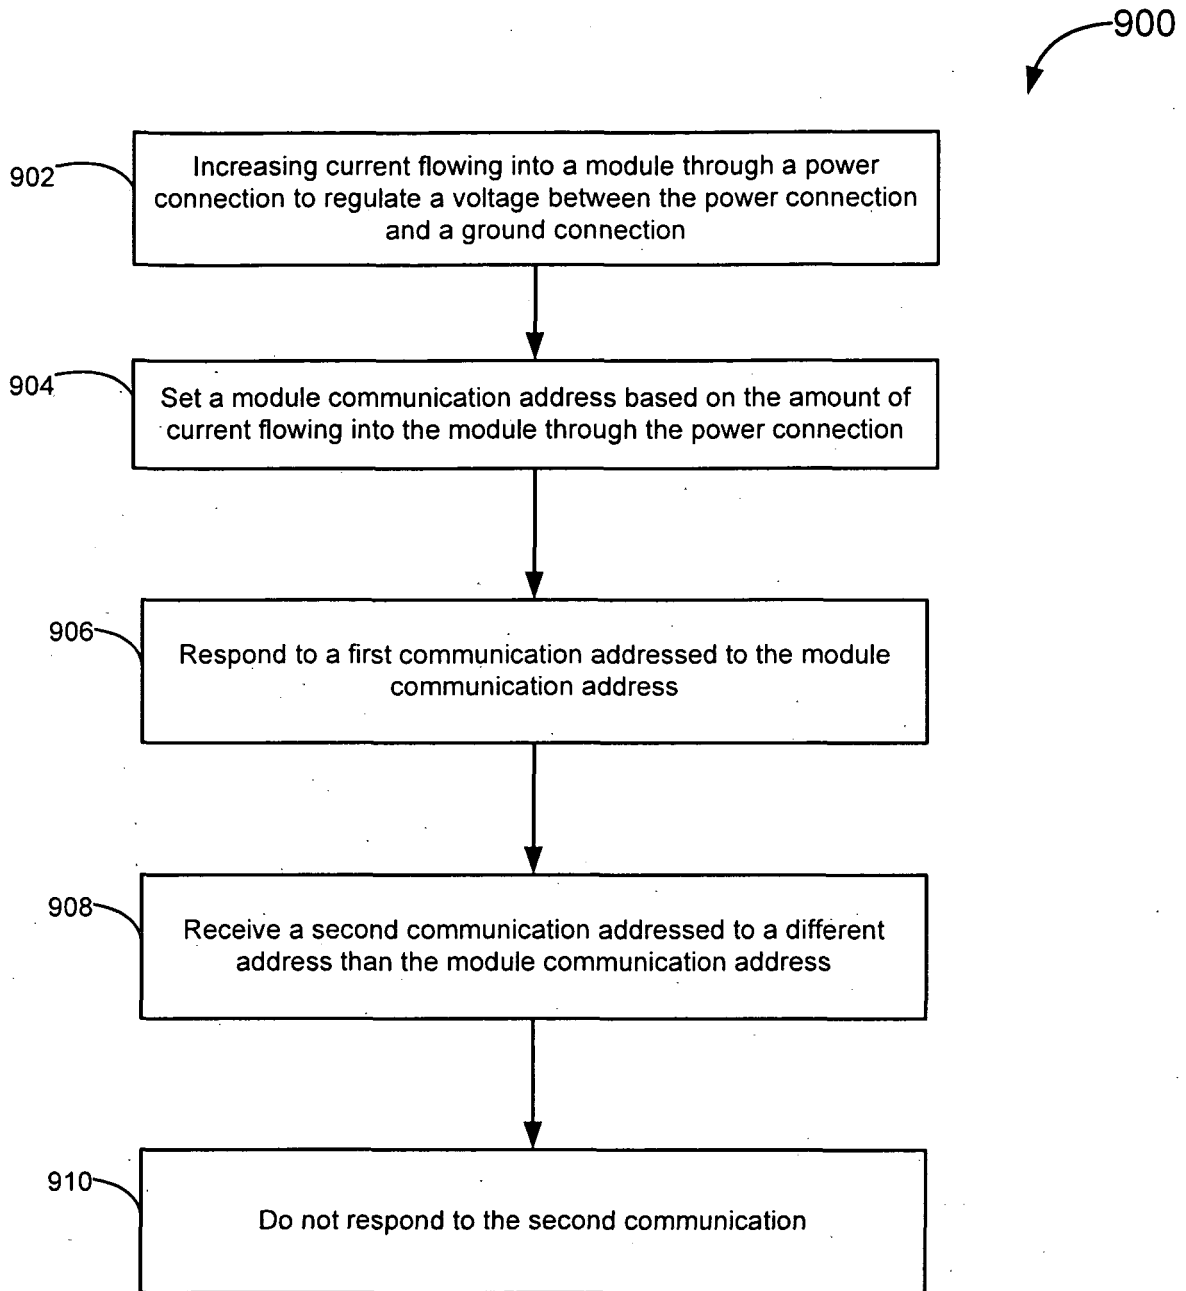 900
902
Increasing current flowing into a module through a power
connection to regulate a voltage between the power connection
and a ground connection
904
Set a module communication address based on the amount of
current flowing into the module through the power connection
906
Respond to a first communication addressed to the module
communication address
908
Receive a second communication addressed to a different
address than the module communication address
910
Do not respond to the second communication